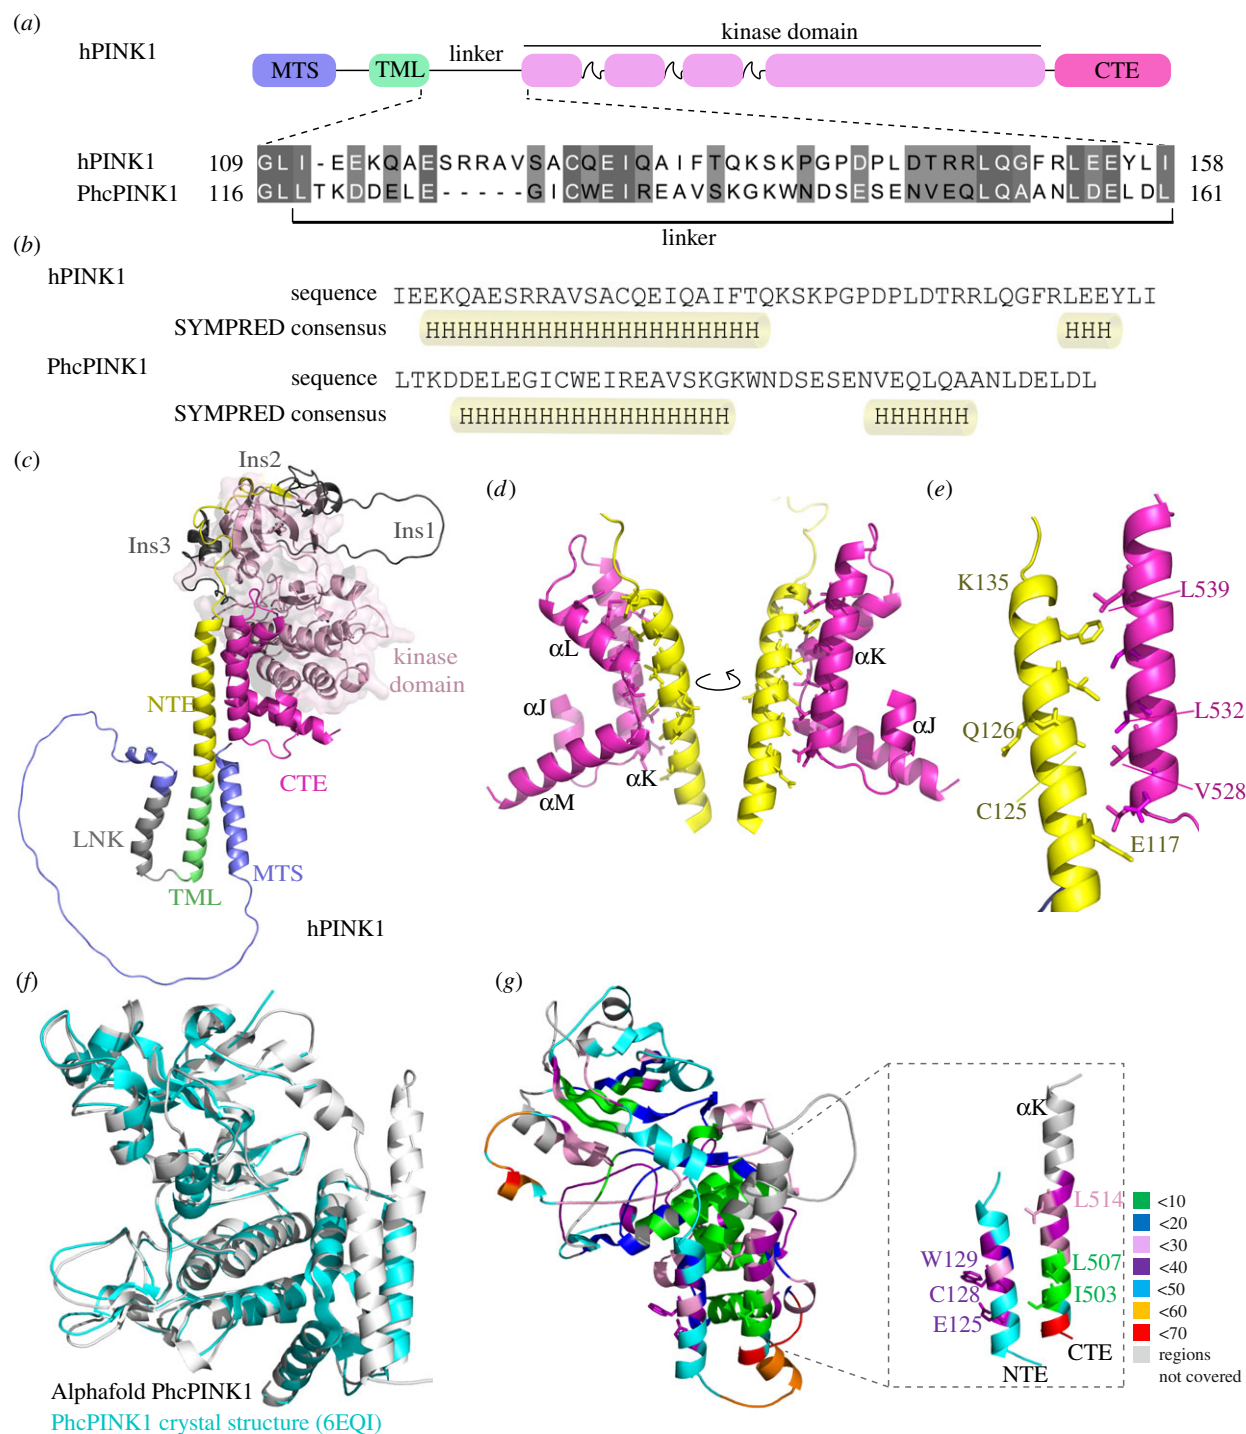 (a)
hPINK1
MTS
TML
linker
kinase domain
CTE
hPINK1 109 GLI-EEKQAESRRAVSACQEIQAIFTQKSKPGPDPLDTRRLQGFRLEEYLI 158
PhcPINK1 116 GLLTKDDELE-----GICWEIREAVSKGKWNDSESENVEQLQAANLDELDL 161
linker
(b)
hPINK1
sequence IEEKQAESRRAVSACQEIQAIFTQKSKPGPDPLDTRRLQGFRLEEYLI
SYMPRED consensus HHHHHHHHHHHHHHHHHHHHH HHH
PhcPINK1
sequence LTKDDELEGICWEIREAVSKGKWNDSESENVEQLQAANLDELDL
SYMPRED consensus HHHHHHHHHHHHHHHHH HHHHHH
(c)
Ins2
Ins1
Ins3
kinase
domain
NTE
CTE
LNK
TML
MTS
hPINK1
(d)
αL
αK
αJ
αJ
αK
αM
(e)
K135
L539
Q126
L532
C125
V528
E117
(f)
Alphafold PhcPINK1
PhcPINK1 crystal structure (6EQI)
(g)
αK
L514
W129
L507
C128
I503
E125
CTE
NTE
<10
<20
<30
<40
<50
<60
<70
regions
not covered